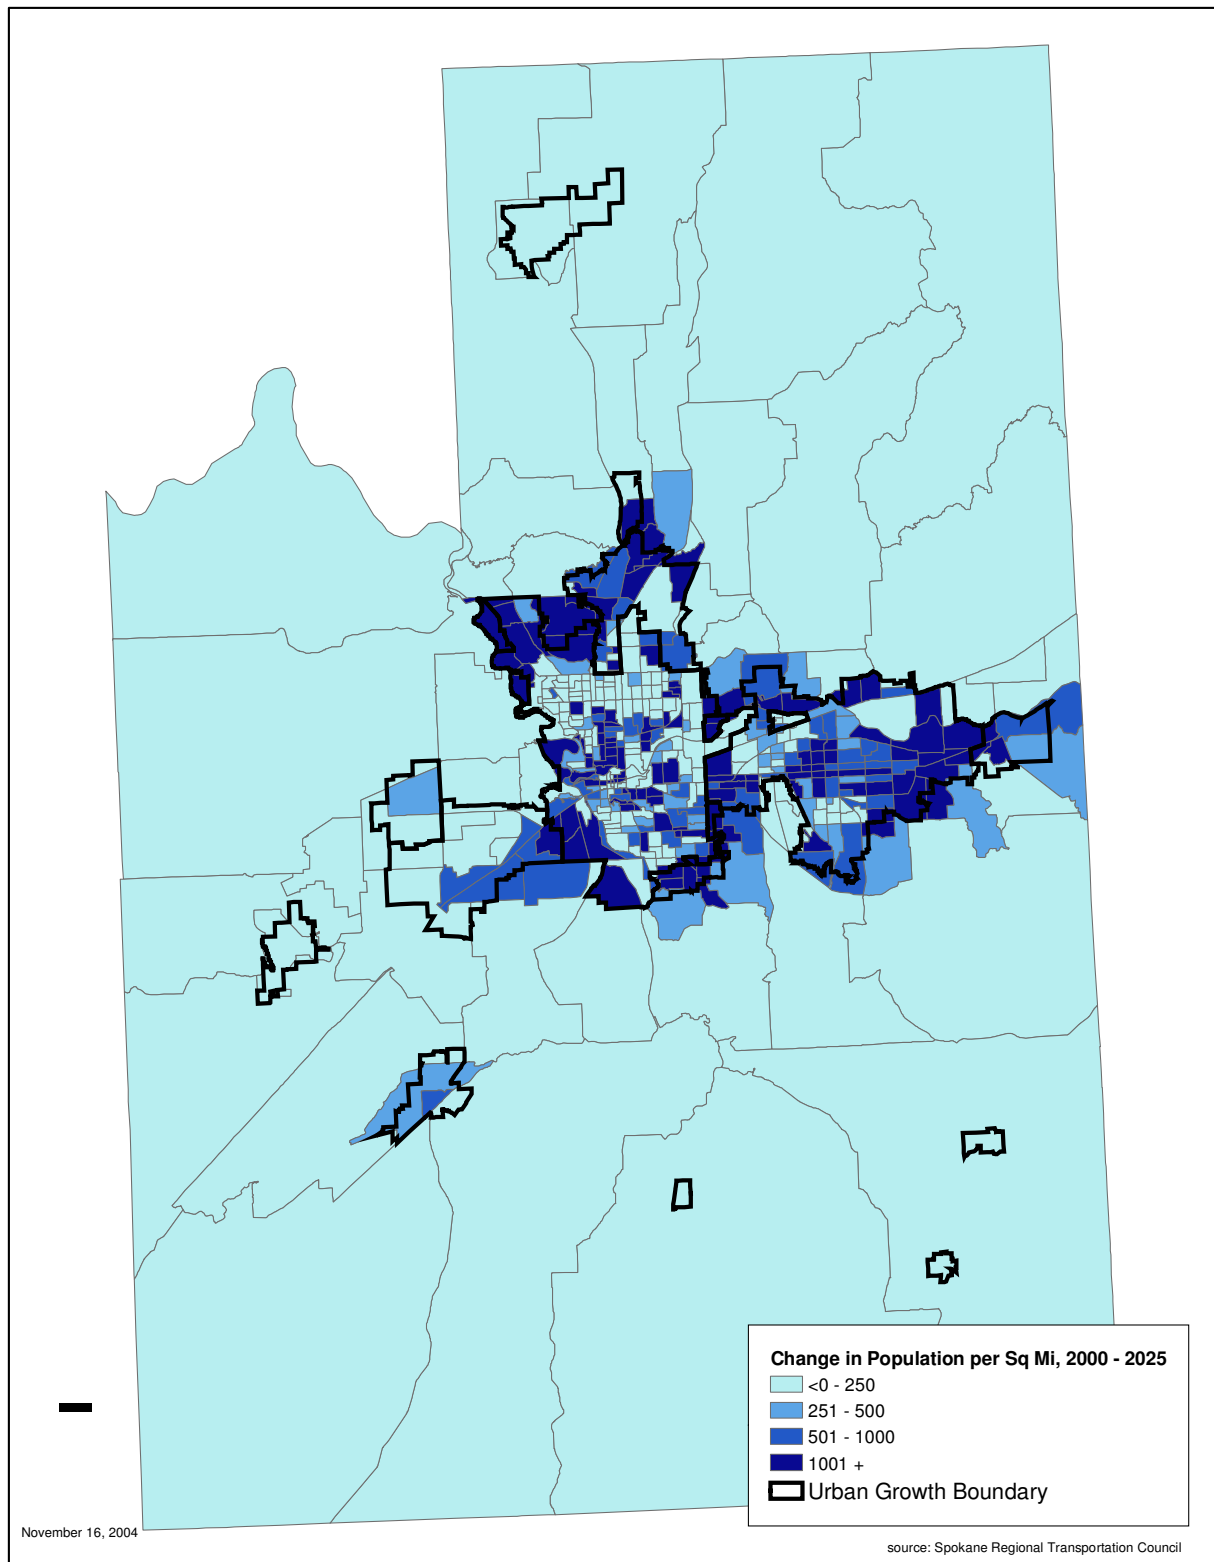 Change in Population per Sq Mi, 2000 - 2025
<0 - 250
251 - 500
501 - 1000
1001 +
Urban Growth Boundary
November 16, 2004
source: Spokane Regional Transportation Council